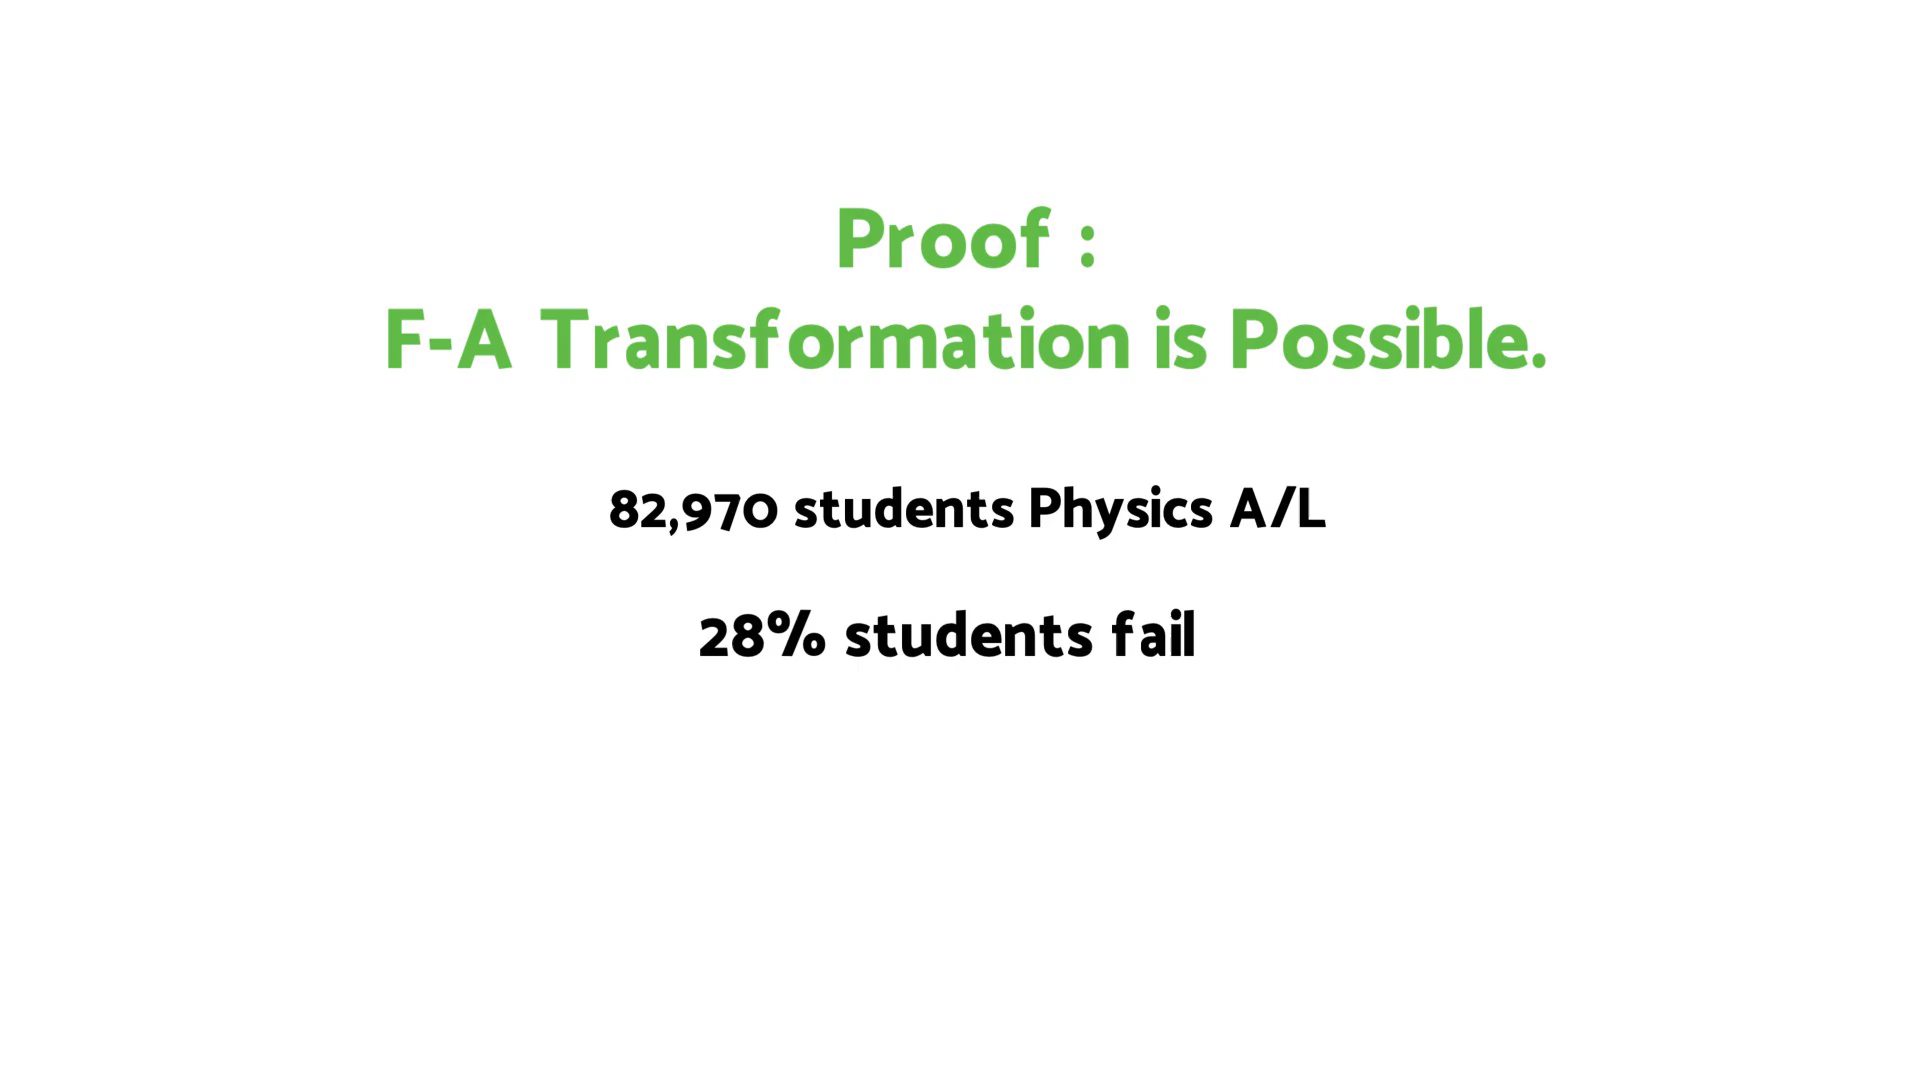 Proof :
F-A Transformation is Possible.
82,970 students Physics A/L
28% students fail